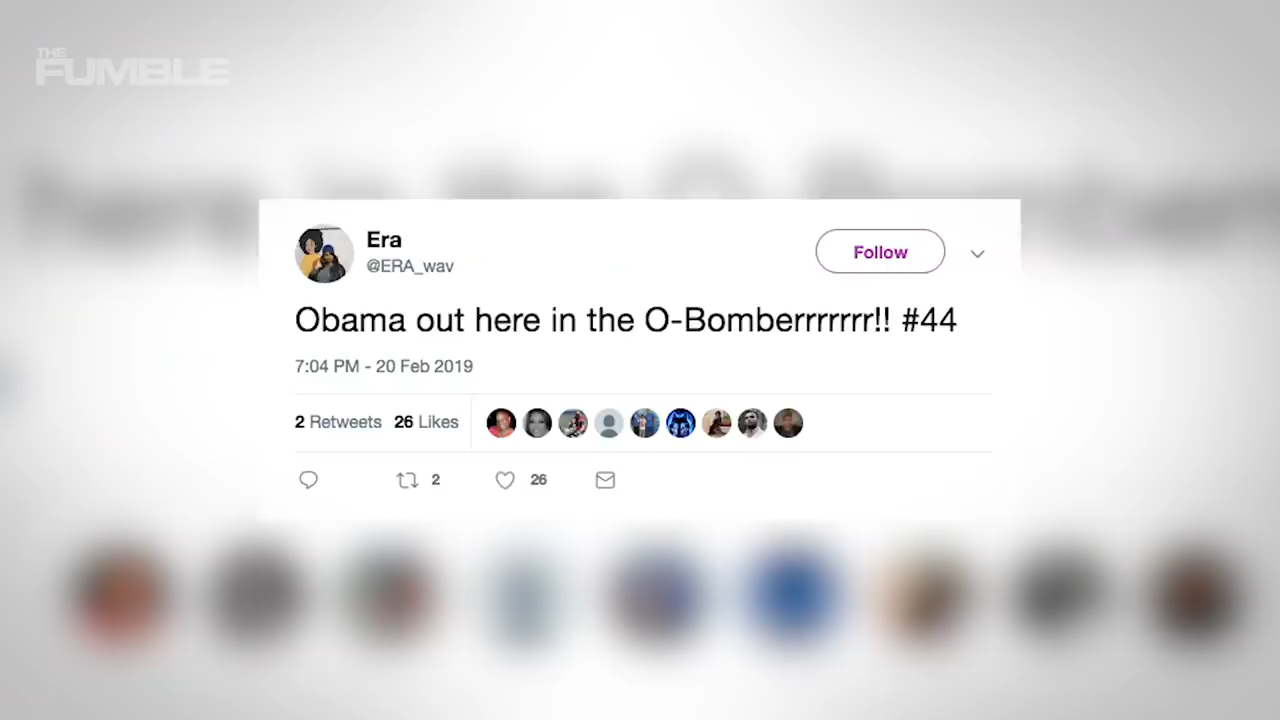 THE
FUMBLE
Era
@ERA_wav
Follow
Obama out here in the O-Bomberrrrrrr!! #44
7:04 PM - 20 Feb 2019
2 Retweets 26 Likes
2 26